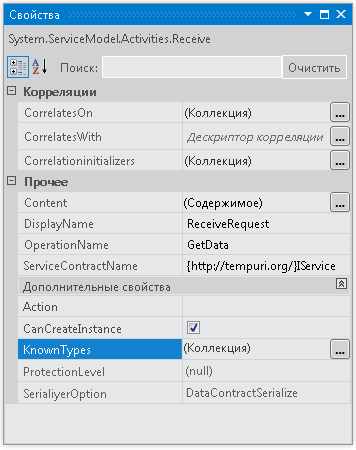 Свойства
System.ServiceModel.Activities.Receive
Поиск: Очистить
Корреляции
CorrelatesOn (Коллекция) ...
CorrelatesWith Дескриптор корреляции ...
Correlationinitializers (Коллекция) ...
Прочее
Content (Содержимое) ...
DisplayName ReceiveRequest
OperationName GetData
ServiceContractName {http://tempuri.org/}IService
Дополнительные свойства
Action
CanCreateInstance
KnownTypes (Коллекция) ...
ProtectionLevel (null)
SerialiyerOption DataContractSerialize